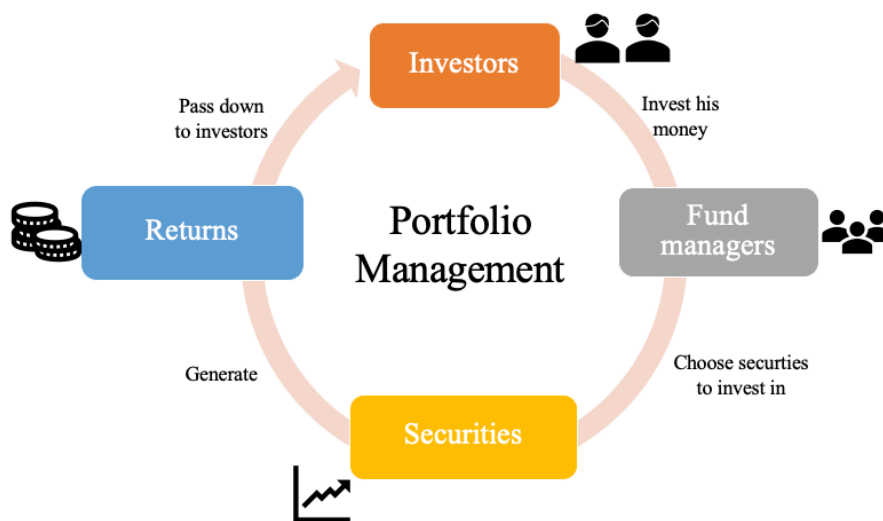 Investors
Pass down
to investors
Invest his
money
Returns
Portfolio
Management
Fund
managers
Generate
Choose securties
to invest in
Securities